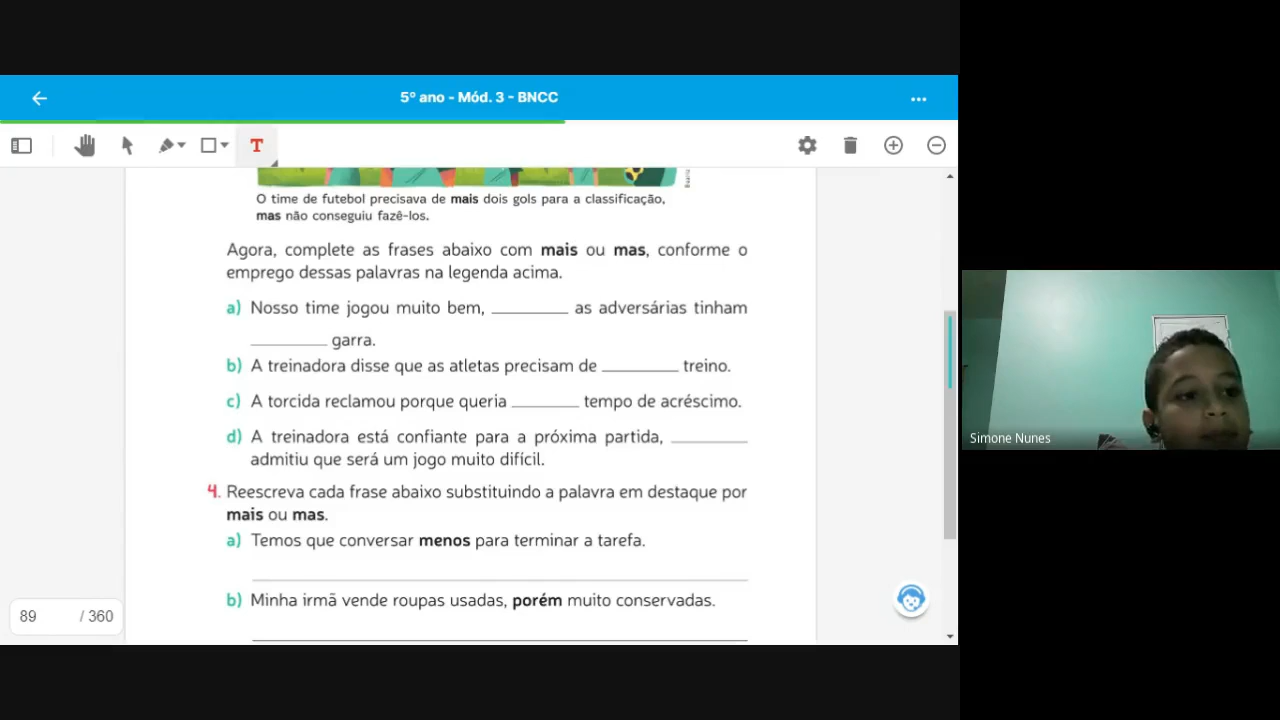 5º ano - Mód. 3 - BNCC
T
O time de futebol precisava de mais dois gols para a classificação,
mas não conseguiu fazê-los.
Agora, complete as frases abaixo com mais ou mas, conforme o
emprego dessas palavras na legenda acima.
a) Nosso time jogou muito bem, ________ as adversárias tinham
________ garra.
b) A treinadora disse que as atletas precisam de ________ treino.
c) A torcida reclamou porque queria ________ tempo de acréscimo.
d) A treinadora está confiante para a próxima partida, ________
admitiu que será um jogo muito difícil.
4. Reescreva cada frase abaixo substituindo a palavra em destaque por
mais ou mas.
a) Temos que conversar menos para terminar a tarefa.
b) Minha irmã vende roupas usadas, porém muito conservadas.
89 / 360
Simone Nunes